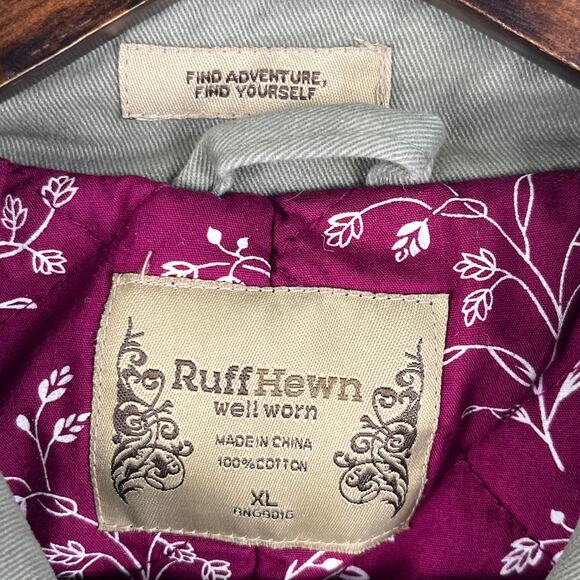 FIND ADVENTURE,
FIND YOURSELF
RuffHewn
well worn
MADE IN CHINA
100% COTTON
XL